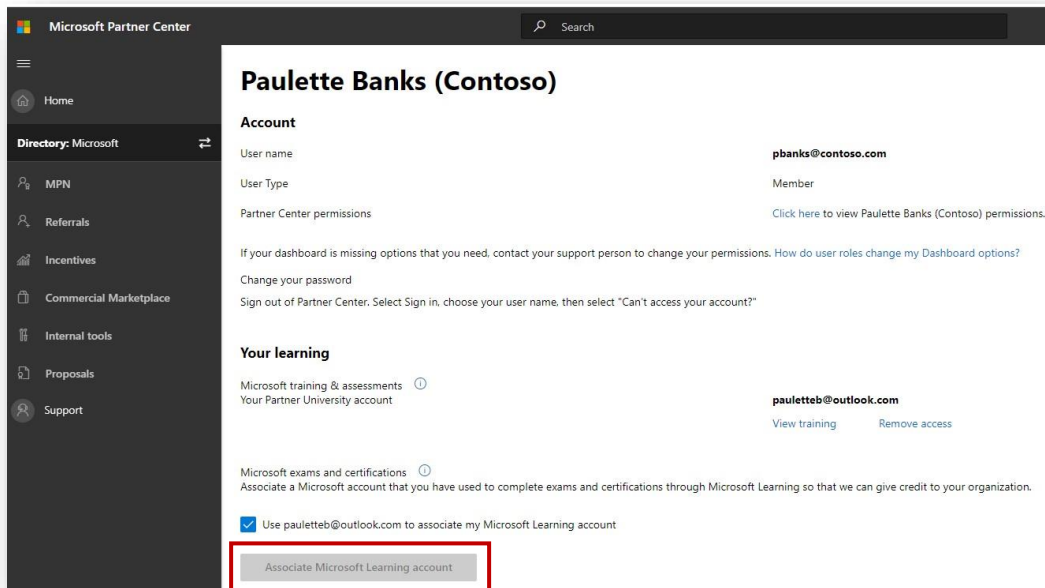 Microsoft Partner Center
Search
Home
Directory: Microsoft
MPN
Referrals
Incentives
Commercial Marketplace
Internal tools
Proposals
Support
Paulette Banks (Contoso)
Account
User name pbanks@contoso.com
User Type Member
Partner Center permissions Click here to view Paulette Banks (Contoso) permissions.
If your dashboard is missing options that you need, contact your support person to change your permissions. How do user roles change my Dashboard options?
Change your password
Sign out of Partner Center. Select Sign in, choose your user name, then select "Can't access your account?"
Your learning
Microsoft training & assessments
Your Partner University account pauletteb@outlook.com
View training Remove access
Microsoft exams and certifications
Associate a Microsoft account that you have used to complete exams and certifications through Microsoft Learning so that we can give credit to your organization.
Use pauletteb@outlook.com to associate my Microsoft Learning account
Associate Microsoft Learning account